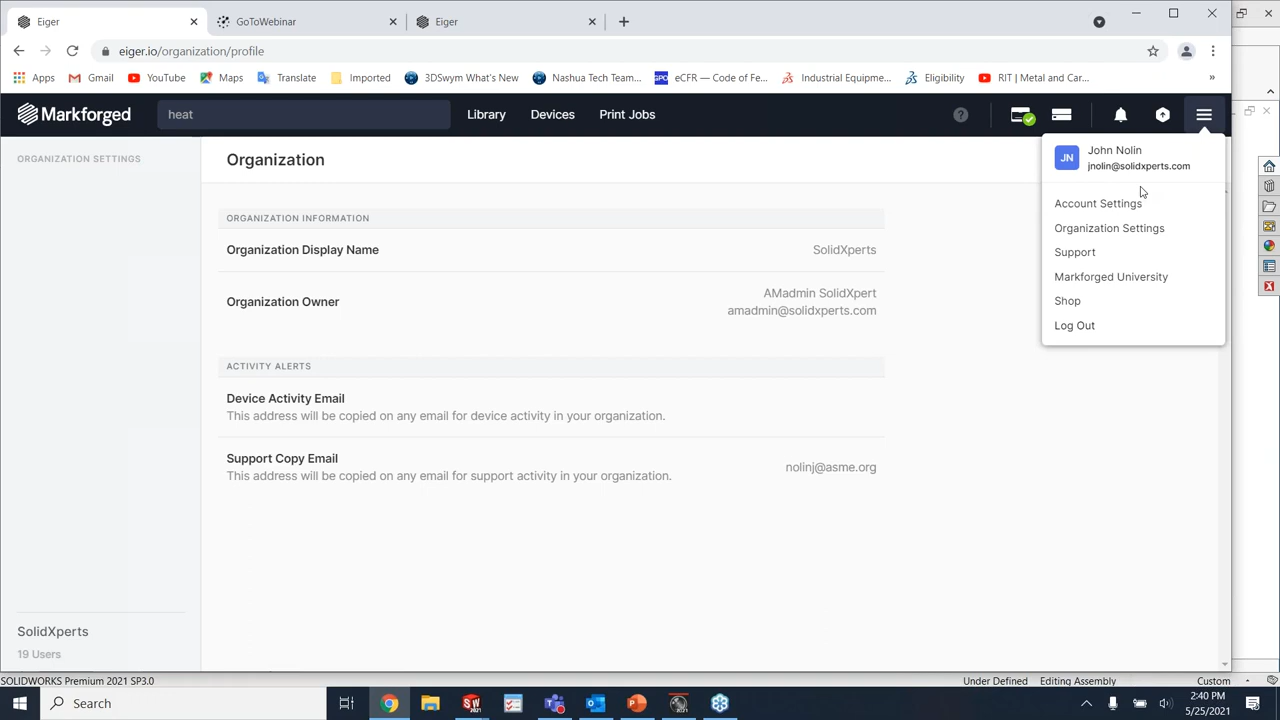 Eiger
GoToWebinar
Eiger
eiger.io/organization/profile
Apps
Gmail
YouTube
Maps
Translate
Imported
3DSwym What's New
Nashua Tech Team...
GPO
eCFR — Code of Fe...
Industrial Equipme...
Eligibility
RIT | Metal and Car...
»
Markforged
heat
Library
Devices
Print Jobs
?
ORGANIZATION SETTINGS
Organization
JN
John Nolin
jnolin@solidxperts.com
Account Settings
Organization Settings
Support
Markforged University
Shop
Log Out
ORGANIZATION INFORMATION
Organization Display Name
SolidXperts
Organization Owner
AMadmin SolidXpert
amadmin@solidxperts.com
ACTIVITY ALERTS
Device Activity Email
This address will be copied on any email for device activity in your organization.
Support Copy Email
This address will be copied on any email for support activity in your organization.
nolinj@asme.org
SolidXperts
19 Users
SOLIDWORKS Premium 2021 SP3.0
Under Defined
Editing Assembly
Custom
Search
2:40 PM
5/25/2021